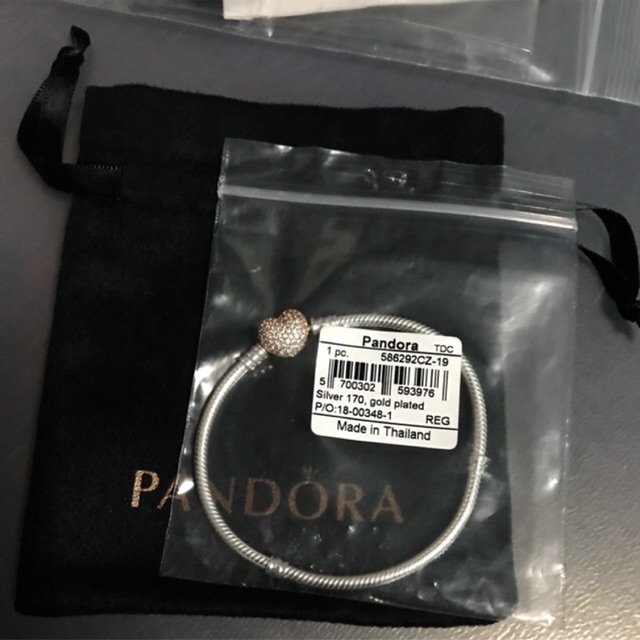 Pandora TDC
1 pc. 586292CZ-19
5 700302 593976
Silver 170, gold plated
P/O:18-00348-1 REG
Made in Thailand
PANDORA